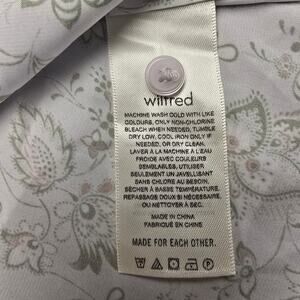 wilfred
MACHINE WASH COLD WITH LIKE
COLOURS, ONLY NON-CHLORINE
BLEACH WHEN NEEDED, TUMBLE
DRY LOW, COOL IRON ONLY IF
NEEDED, OR DRY CLEAN.
LAVER À LA MACHINE À L'EAU
FROIDE AVEC COULEURS
SEMBLABLES, UTILISER
SEULEMENT UN JAVELLISANT
SANS CHLORE AU BESOIN,
SÉCHER À BASSE TEMPÉRATURE,
REPASSAGE DOUX SI NÉCESSAIRE,
OU NETTOYER À SEC.
MADE IN CHINA
FABRIQUÉ EN CHINE
MADE FOR EACH OTHER.